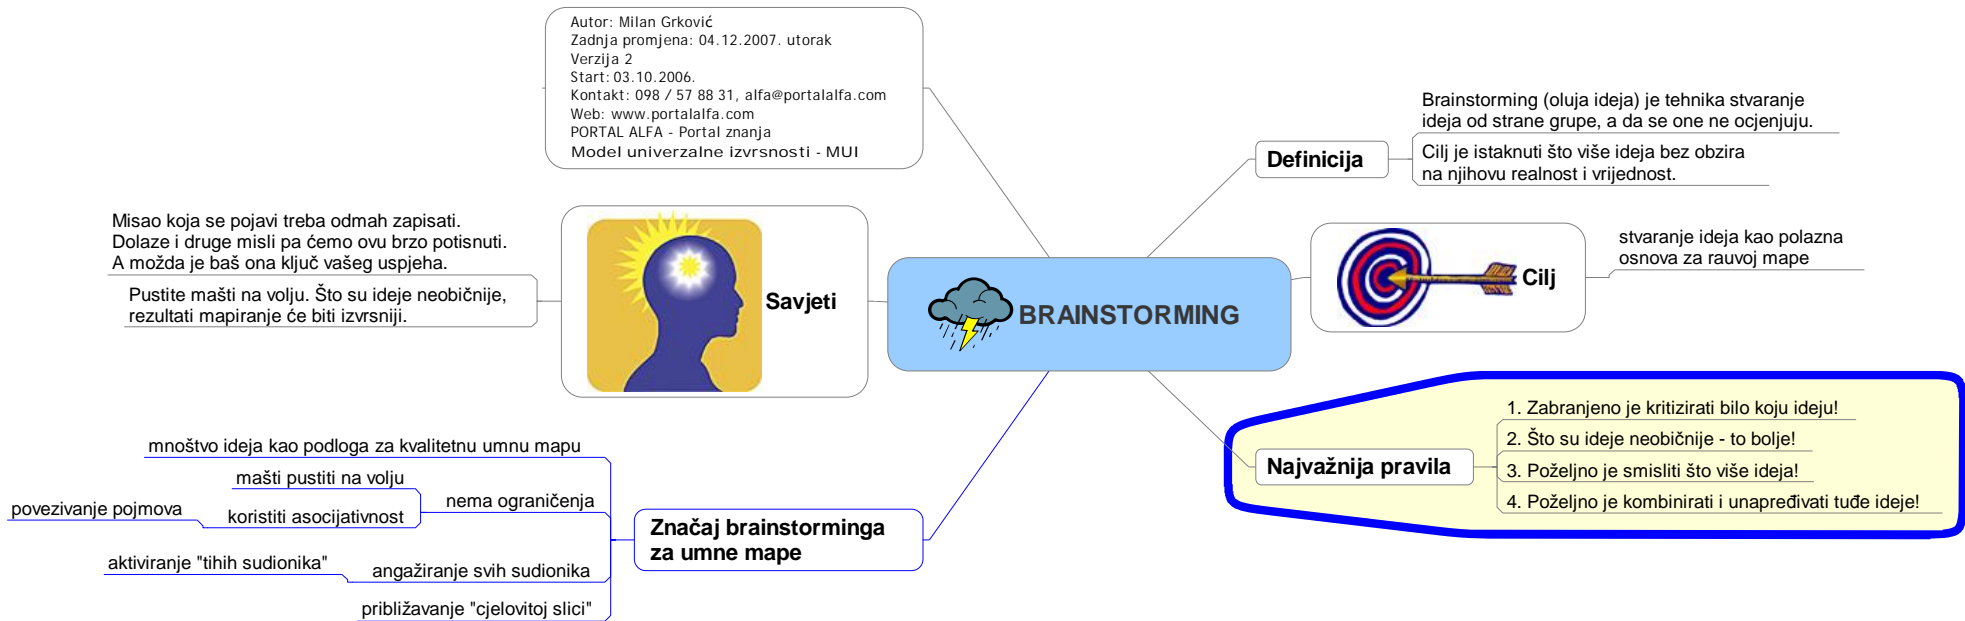 Autor: Milan Grković
Zadnja promjena: 04.12.2007. utorak
Verzija 2
Start: 03.10.2006.
Kontakt: 098 / 57 88 31, alfa@portalalfa.com
Web: www.portalalfa.com
PORTAL ALFA - Portal znanja
Model univerzalne izvrsnosti - MUI
Brainstorming (oluja ideja) je tehnika stvaranje
ideja od strane grupe, a da se one ne ocjenjuju.
Definicija
Cilj je istaknuti što više ideja bez obzira
na njihovu realnost i vrijednost.
Misao koja se pojavi treba odmah zapisati.
Dolaze i druge misli pa ćemo ovu brzo potisnuti.
A možda je baš ona ključ vašeg uspjeha.
Pustite mašti na volju. Što su ideje neobičnije,
rezultati mapiranje će biti izvrsniji.
Savjeti
BRAINSTORMING
Cilj
stvaranje ideja kao polazna
osnova za rauvoj mape
Najvažnija pravila
1. Zabranjeno je kritizirati bilo koju ideju!
2. Što su ideje neobičnije - to bolje!
3. Poželjno je smisliti što više ideja!
4. Poželjno je kombinirati i unapređivati tuđe ideje!
mnoštvo ideja kao podloga za kvalitetnu umnu mapu
mašti pustiti na volju
nema ograničenja
povezivanje pojmova
koristiti asocijativnost
Značaj brainstorminga
za umne mape
aktiviranje "tihih sudionika"
angažiranje svih sudionika
približavanje "cjelovitoj slici"